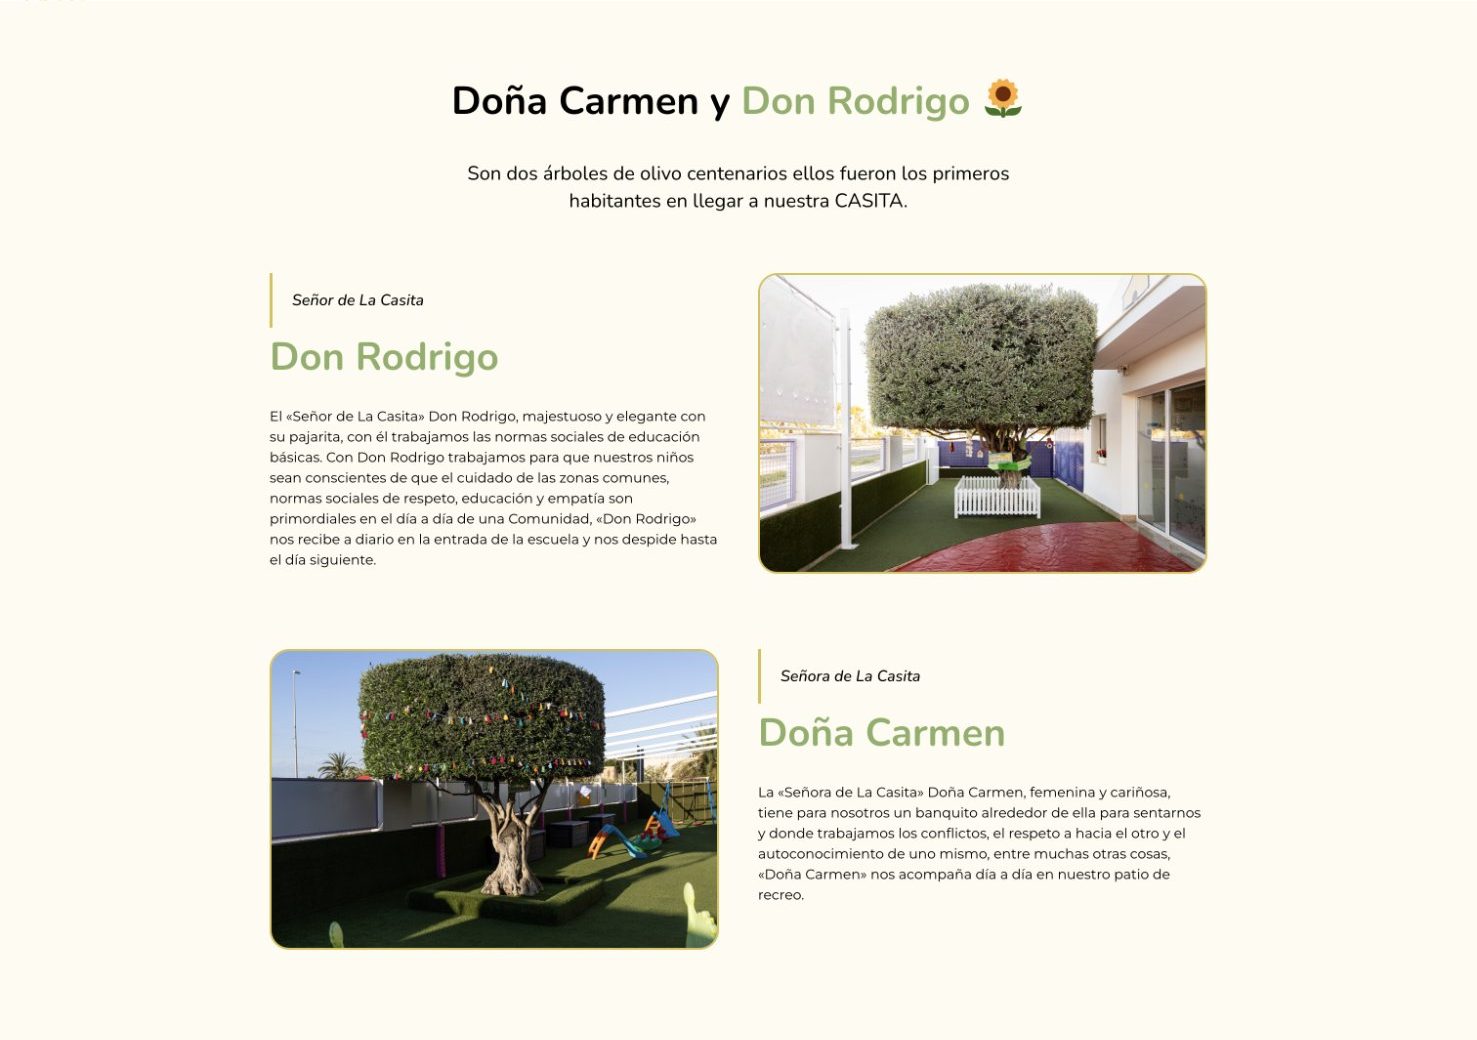 Doña Carmen y Don Rodrigo 🌻
Son dos árboles de olivo centenarios ellos fueron los primeros
habitantes en llegar a nuestra CASITA.
Señor de La Casita
Don Rodrigo
El «Señor de La Casita» Don Rodrigo, majestuoso y elegante con
su pajarita, con él trabajamos las normas sociales de educación
básicas. Con Don Rodrigo trabajamos para que nuestros niños
sean conscientes de que el cuidado de las zonas comunes,
normas sociales de respeto, educación y empatía son
primordiales en el día a día de una Comunidad, «Don Rodrigo»
nos recibe a diario en la entrada de la escuela y nos despide hasta
el día siguiente.
Señora de La Casita
Doña Carmen
La «Señora de La Casita» Doña Carmen, femenina y cariñosa,
tiene para nosotros un banquito alrededor de ella para sentarnos
y donde trabajamos los conflictos, el respeto a hacia el otro y el
autoconocimiento de uno mismo, entre muchas otras cosas,
«Doña Carmen» nos acompaña día a día en nuestro patio de
recreo.